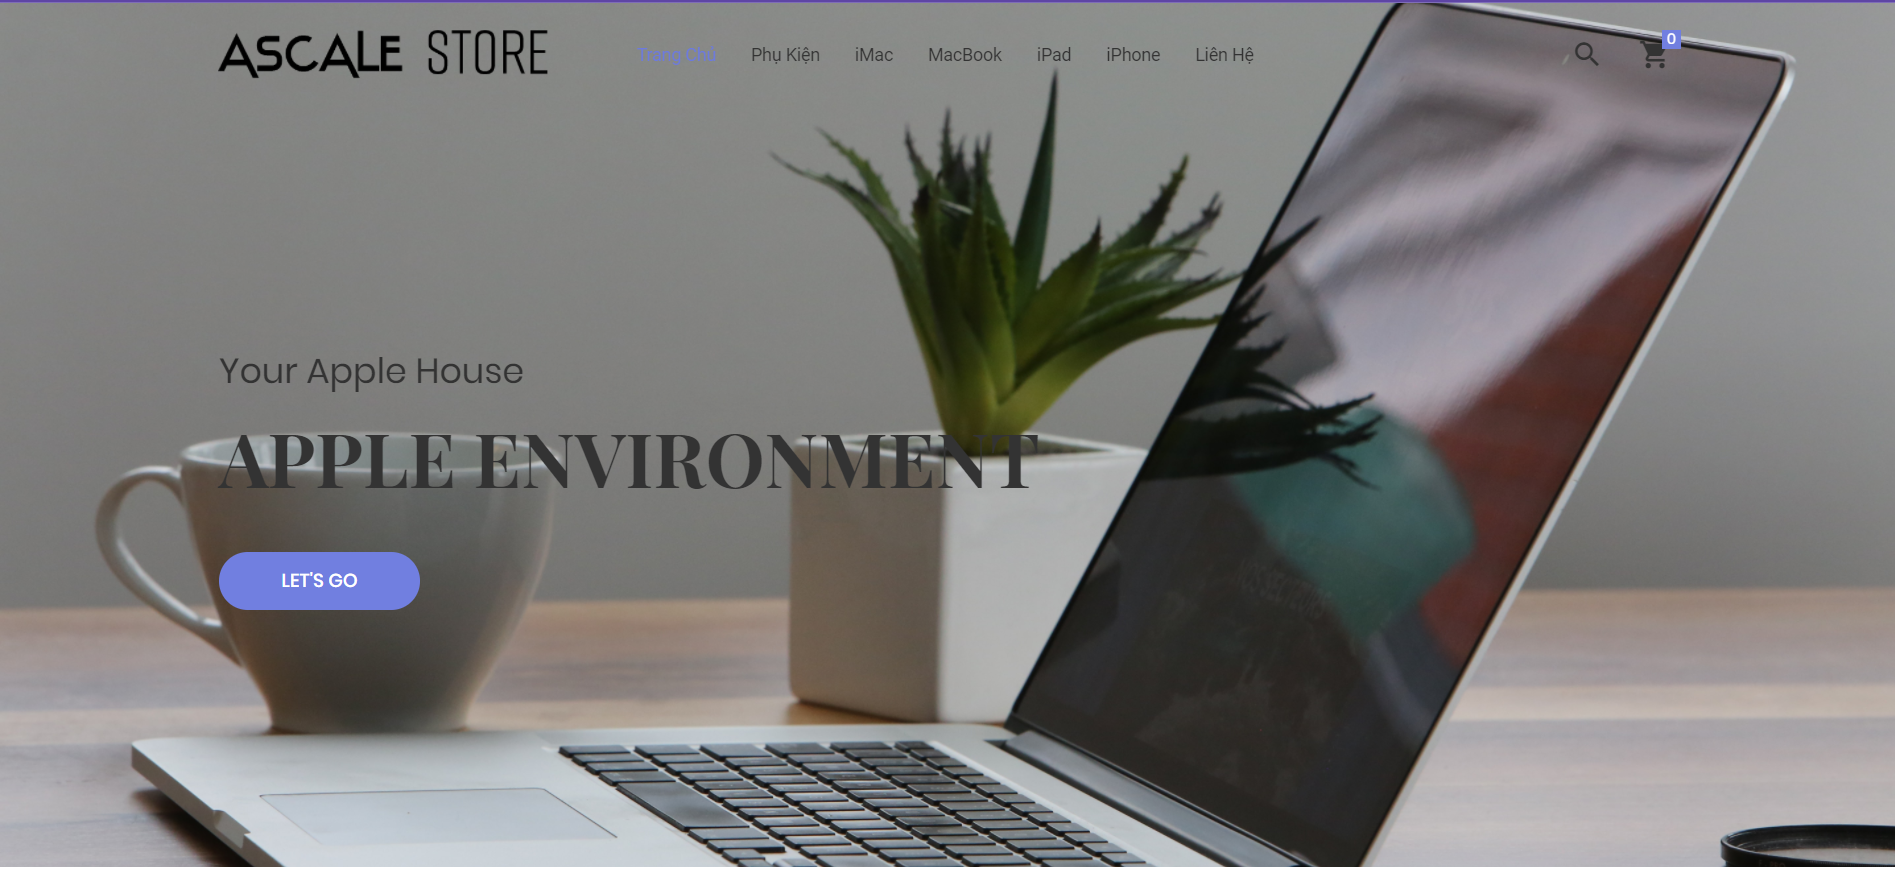 ASCALE STORE
Trang Chủ Phụ Kiện iMac MacBook iPad iPhone Liên Hệ
0
Your Apple House
APPLE ENVIRONMENT
LET'S GO